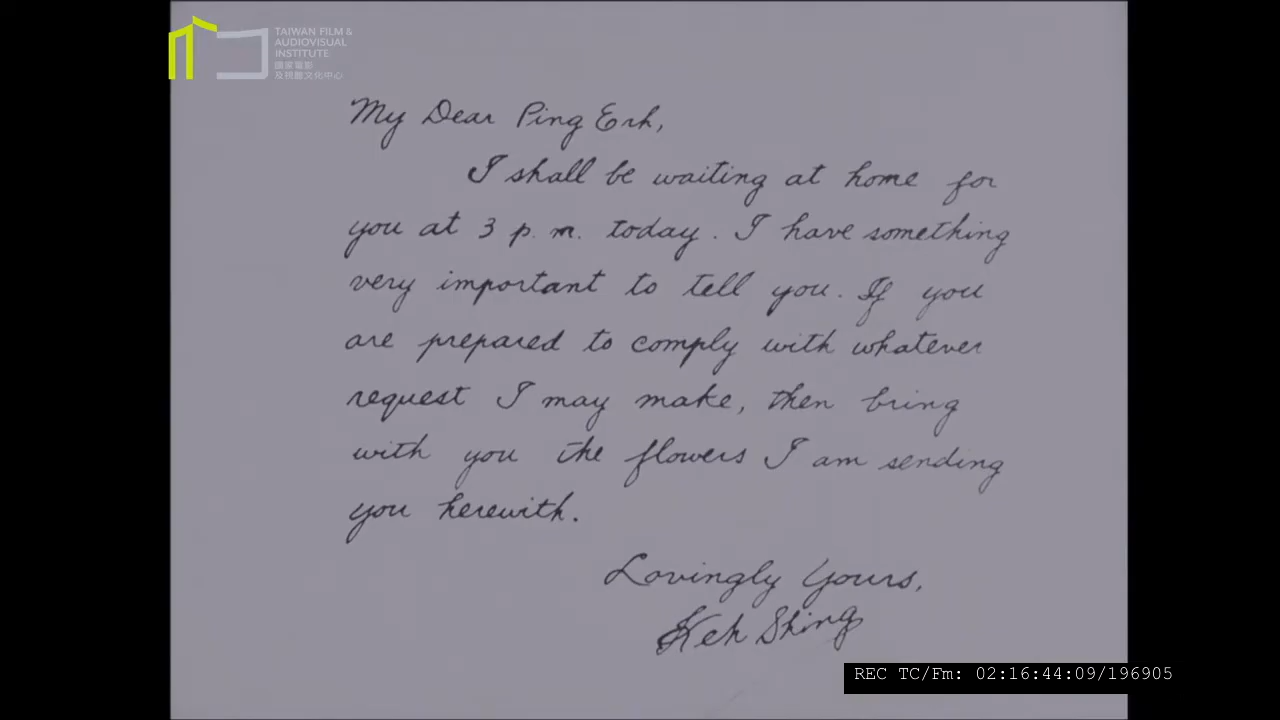 TAIWAN FILM &
AUDIOVISUAL
INSTITUTE
國家電影
及視聽文化中心
My Dear Ping Erh,
I shall be waiting at home for
you at 3 p.m. today. I have something
very important to tell you. If you
are prepared to comply with whatever
request I may make, then bring
with you the flowers I am sending
you herewith.
Lovingly Yours,
Keh Shing
REC TC/Fm: 02:16:44:09/196905